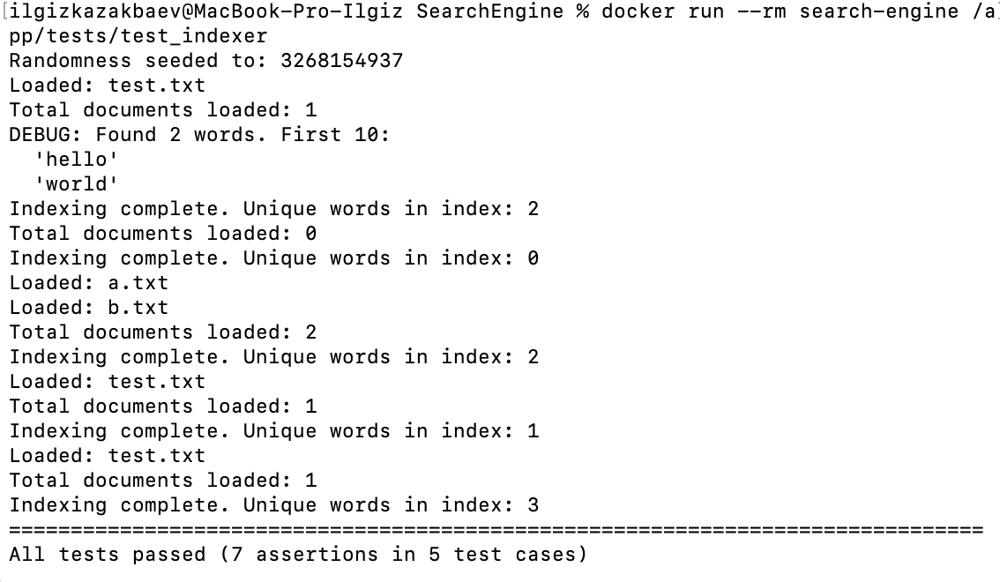 [ilgizkazakbaev@MacBook-Pro-Ilgiz SearchEngine % docker run --rm search-engine /a]
pp/tests/test_indexer
Randomness seeded to: 3268154937
Loaded: test.txt
Total documents loaded: 1
DEBUG: Found 2 words. First 10:
  'hello'
  'world'
Indexing complete. Unique words in index: 2
Total documents loaded: 0
Indexing complete. Unique words in index: 0
Loaded: a.txt
Loaded: b.txt
Total documents loaded: 2
Indexing complete. Unique words in index: 2
Loaded: test.txt
Total documents loaded: 1
Indexing complete. Unique words in index: 1
Loaded: test.txt
Total documents loaded: 1
Indexing complete. Unique words in index: 3
===============================================================================
All tests passed (7 assertions in 5 test cases)